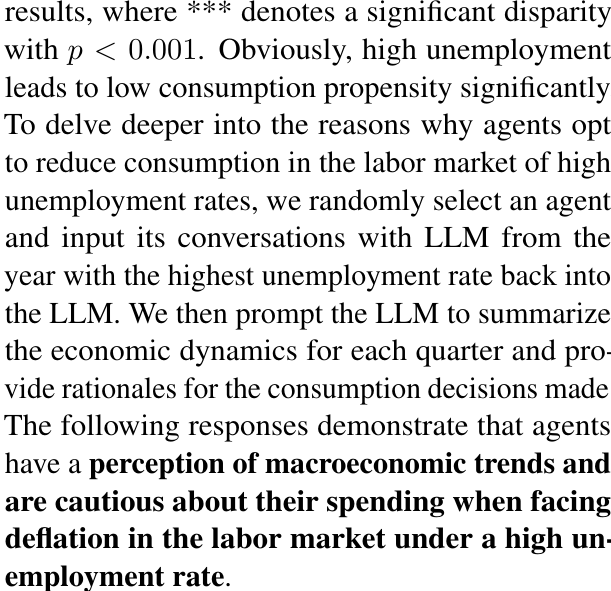 results, where *** denotes a significant disparity
with p < 0.001. Obviously, high unemployment
leads to low consumption propensity significantly
To delve deeper into the reasons why agents opt
to reduce consumption in the labor market of high
unemployment rates, we randomly select an agent
and input its conversations with LLM from the
year with the highest unemployment rate back into
the LLM. We then prompt the LLM to summarize
the economic dynamics for each quarter and pro-
vide rationales for the consumption decisions made
The following responses demonstrate that agents
have a perception of macroeconomic trends and
are cautious about their spending when facing
deflation in the labor market under a high un-
employment rate.